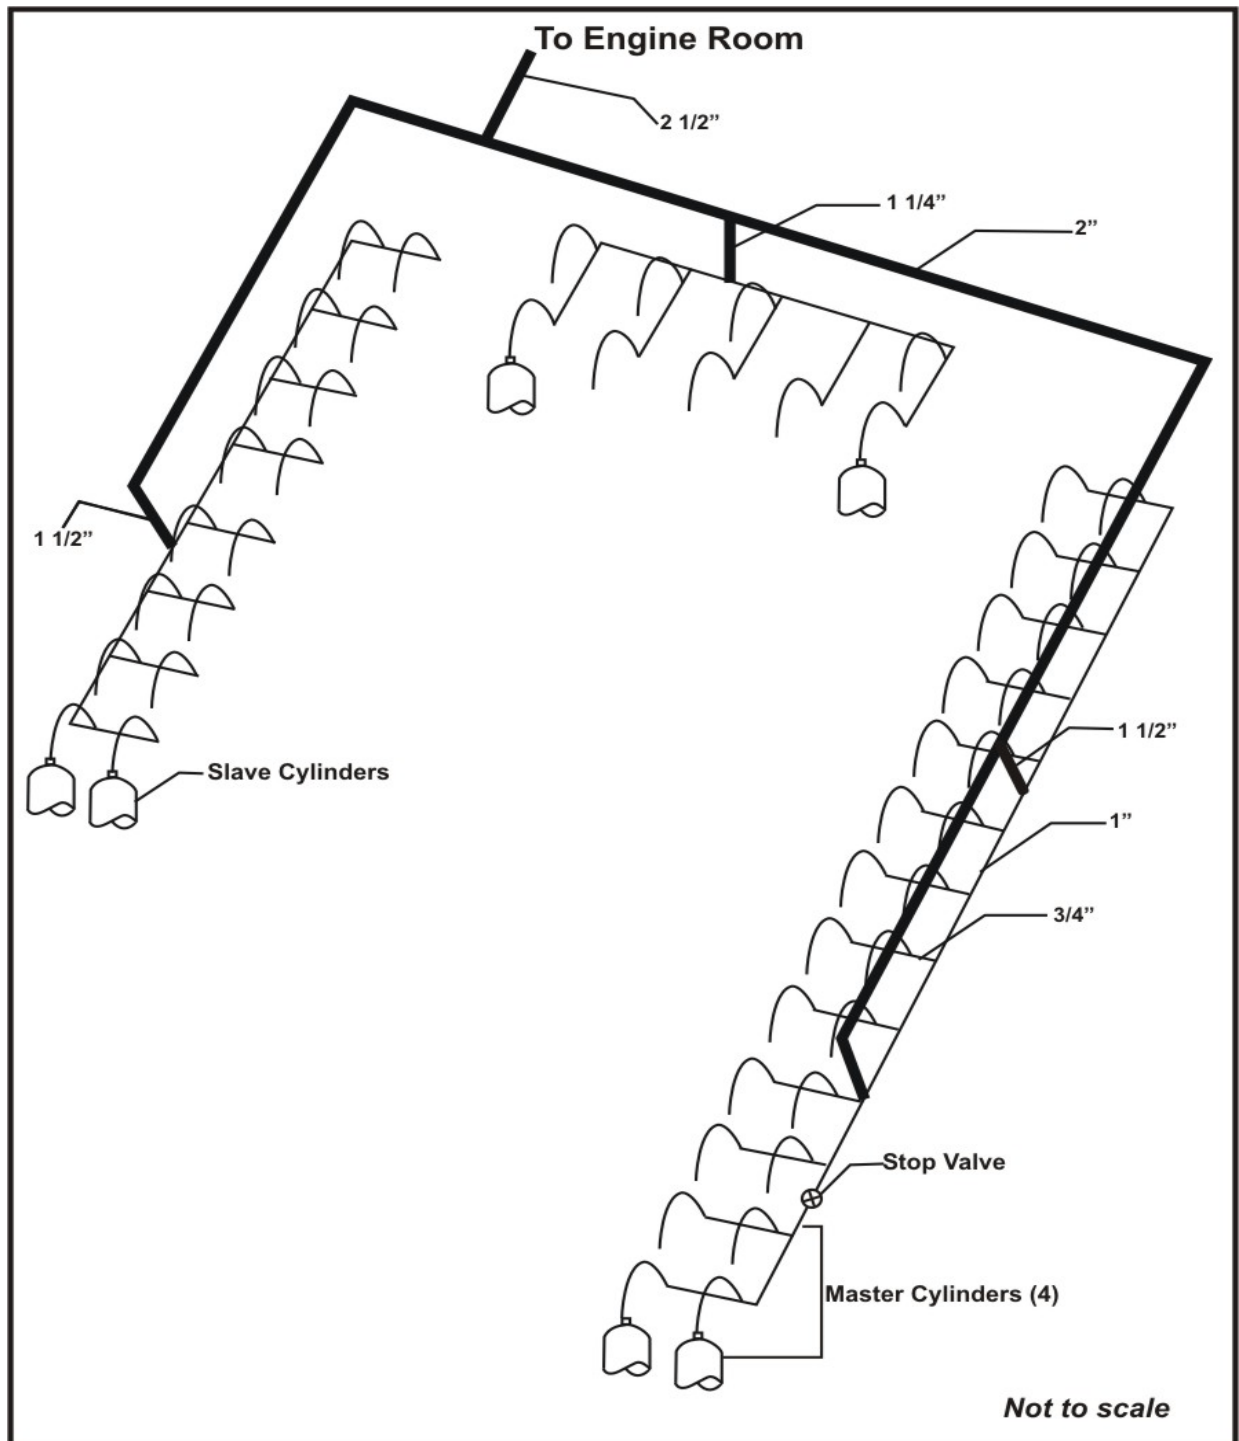 To Engine Room
2 1/2”
1 1/4”
2”
1 1/2”
1 1/2”
Slave Cylinders
1”
3/4”
Stop Valve
Master Cylinders (4)
Not to scale